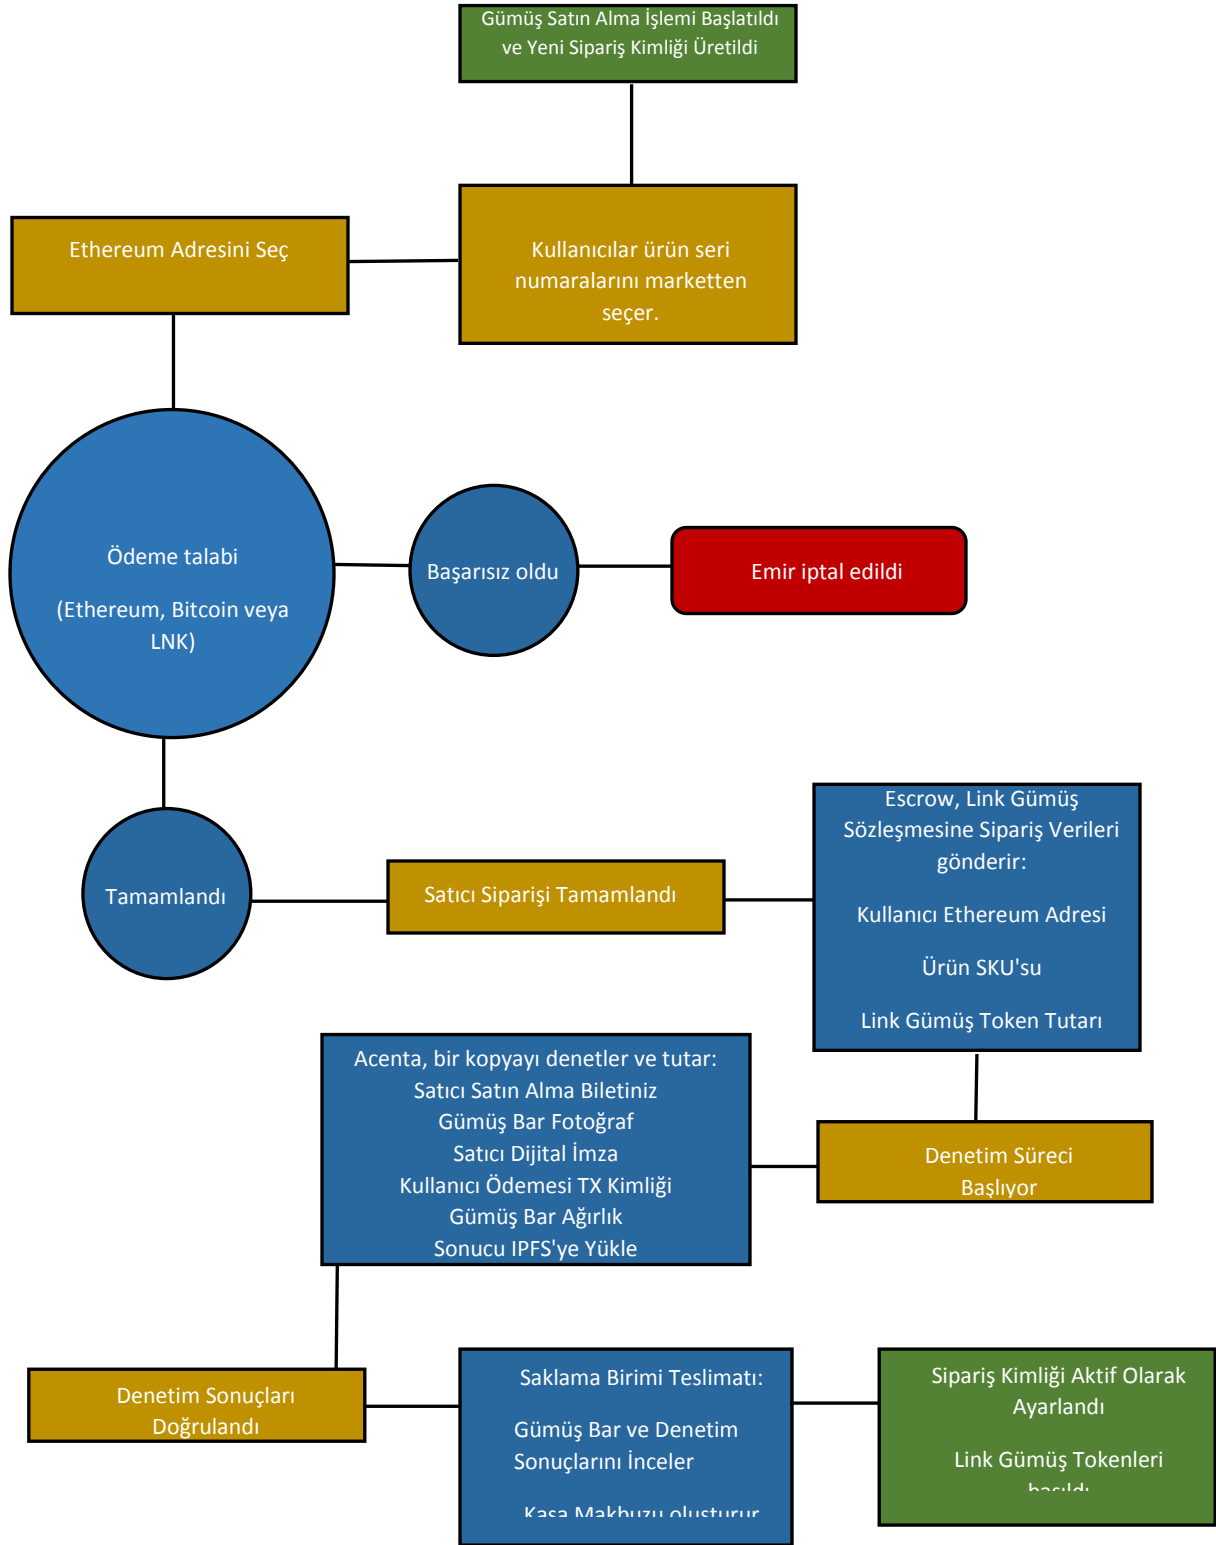 Gümüş Satın Alma İşlemi Başlatıldı
ve Yeni Sipariş Kimliği Üretildi
Ethereum Adresini Seç
Kullanıcılar ürün seri
numaralarını marketten
seçer.
Ödeme talabi
(Ethereum, Bitcoin veya
LNK)
Başarısız oldu
Emir iptal edildi
Tamamlandı
Satıcı Siparişi Tamamlandı
Escrow, Link Gümüş
Sözleşmesine Sipariş Verileri
gönderir:
Kullanıcı Ethereum Adresi
Ürün SKU'su
Link Gümüş Token Tutarı
Acenta, bir kopyayı denetler ve tutar:
Satıcı Satın Alma Biletiniz
Gümüş Bar Fotoğraf
Satıcı Dijital İmza
Kullanıcı Ödemesi TX Kimliği
Gümüş Bar Ağırlık
Sonucu IPFS'ye Yükle
Denetim Süreci
Başlıyor
Denetim Sonuçları
Doğrulandı
Saklama Birimi Teslimatı:
Gümüş Bar ve Denetim
Sonuçlarını İnceler
Kasa Makbuzu oluşturur
Sipariş Kimliği Aktif Olarak
Ayarlandı
Link Gümüş Tokenleri
basıldı